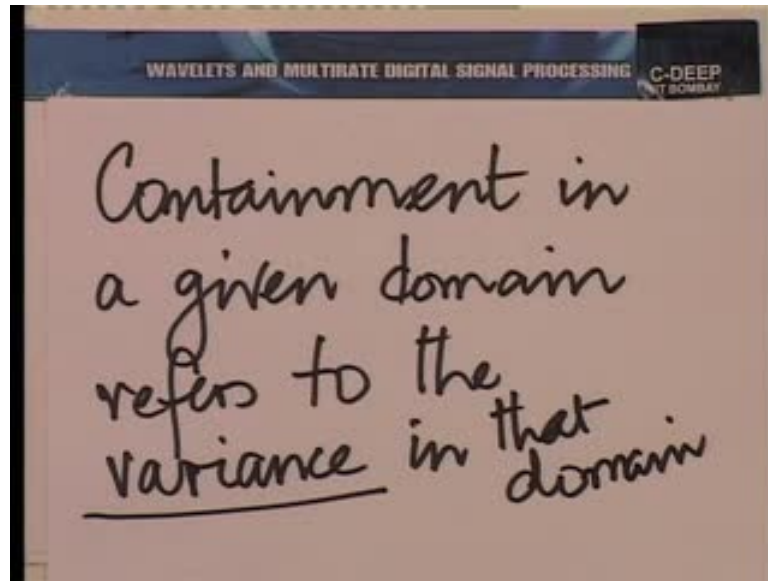 WAVELETS AND MULTIRATE DIGITAL SIGNAL PROCESSING
C-DEEP
IIT BOMBAY
Containment in
a given domain
refers to the
variance in that
domain